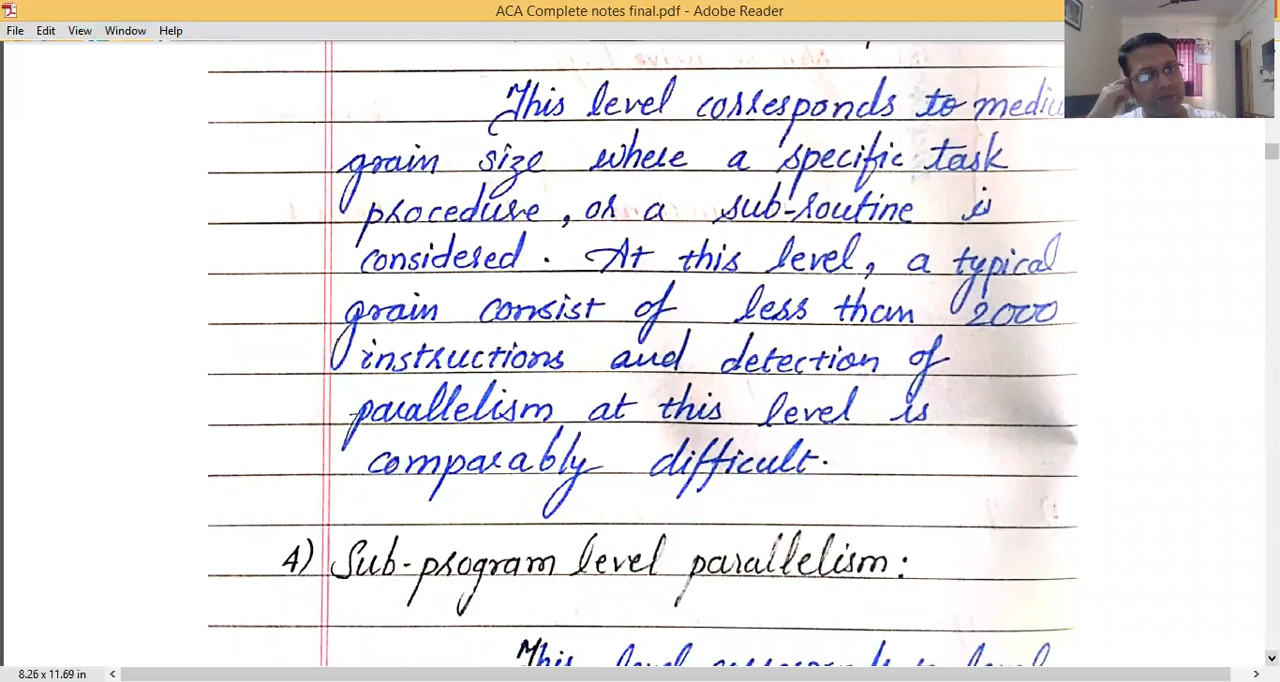 ACA Complete notes final.pdf - Adobe Reader
File Edit View Window Help
This level corresponds to
grain size where a specific task
procedure, or a sub-routine is
considered. At this level, a typical
grain consist of less than 2000
instructions and detection of
parallelism at this level is
comparably difficult.
4) Sub-program level parallelism:
This level
8.26 x 11.69 in